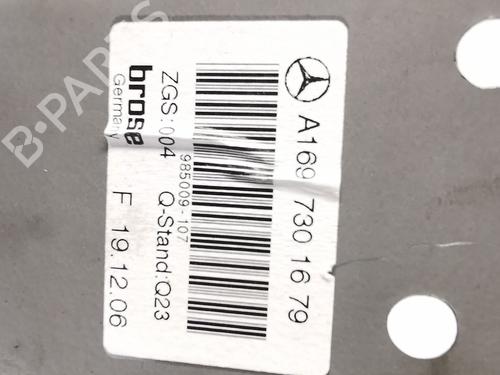 A169 730 16 79
985009-107
ZGS:004 Q-Stand:Q23
brose
Germany F 19.12.06
B-PARTS